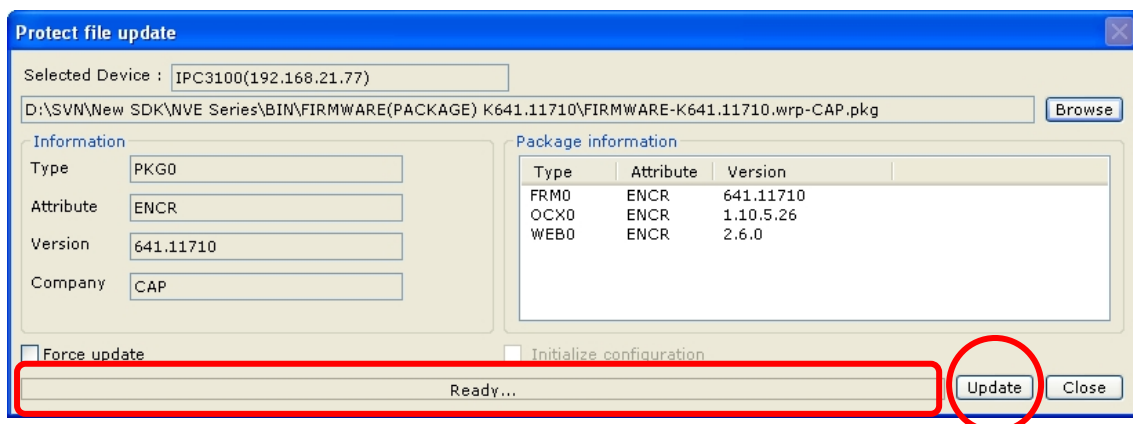 Protect file update
Selected Device : IPC3100(192.168.21.77)
D:\SVN\New SDK\NVE Series\BIN\FIRMWARE(PACKAGE) K641.11710\FIRMWARE-K641.11710.wrp-CAP.pkg Browse
Information
Type PKG0
Attribute ENCR
Version 641.11710
Company CAP
Package information
Type Attribute Version
FRM0 ENCR 641.11710
OCX0 ENCR 1.10.5.26
WEB0 ENCR 2.6.0
Force update Initialize configuration
Ready... Update Close